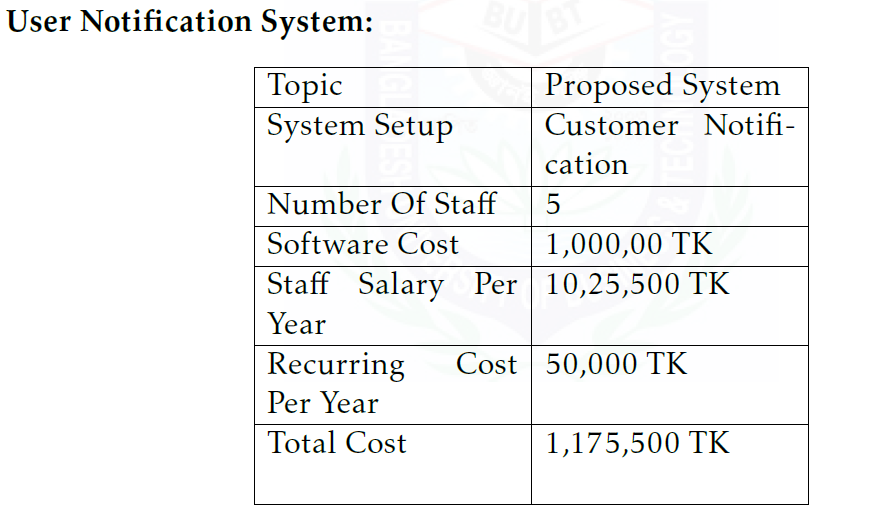 User Notification System:
Topic Proposed System
System Setup Customer Notifi-
cation
Number Of Staff 5
Software Cost 1,000,00 TK
Staff Salary Per 10,25,500 TK
Year
Recurring Cost 50,000 TK
Per Year
Total Cost 1,175,500 TK